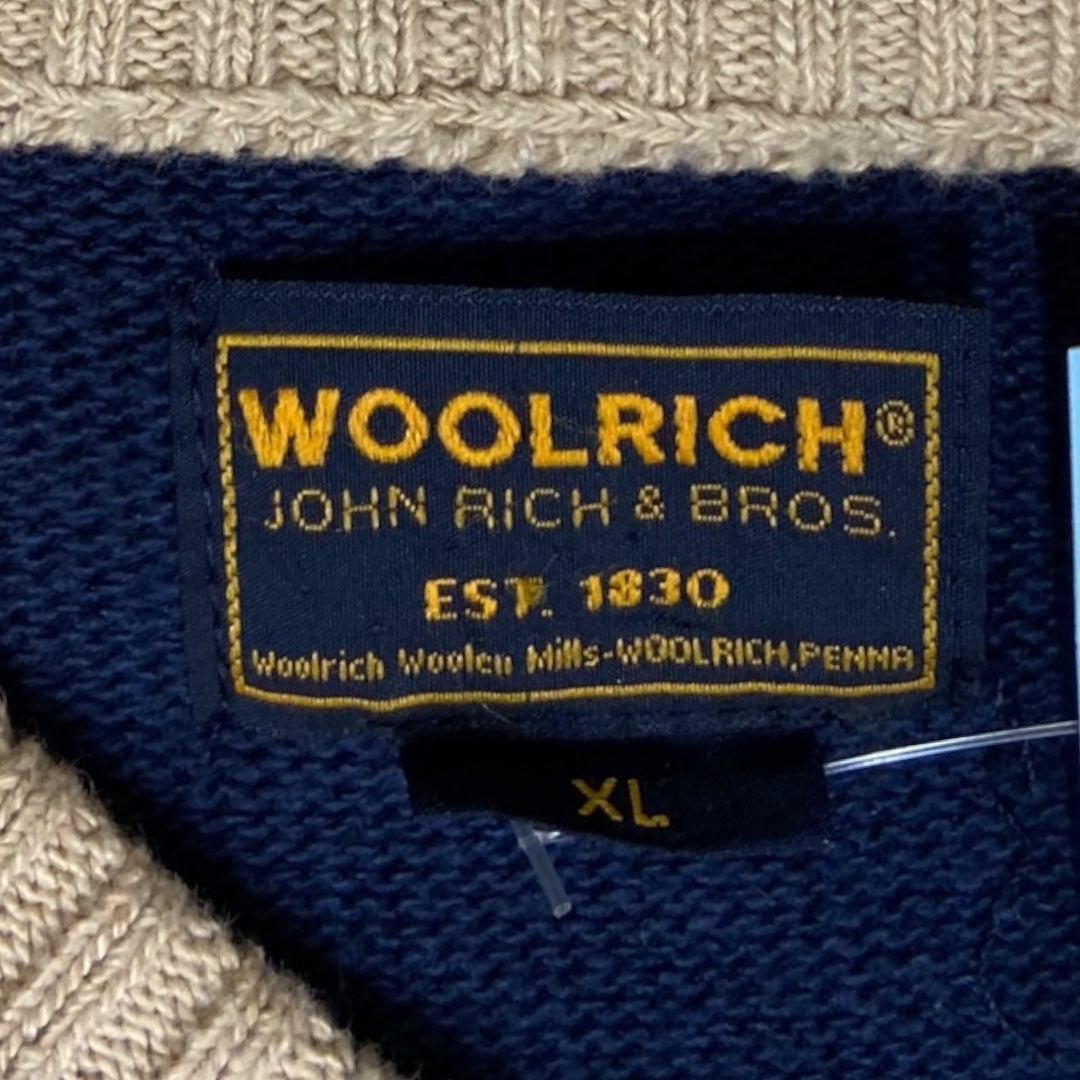 WOOLRICH®
JOHN RICH & BROS.
EST. 1830
Woolrich Woolen Mills-WOOLRICH, PENNA
XL